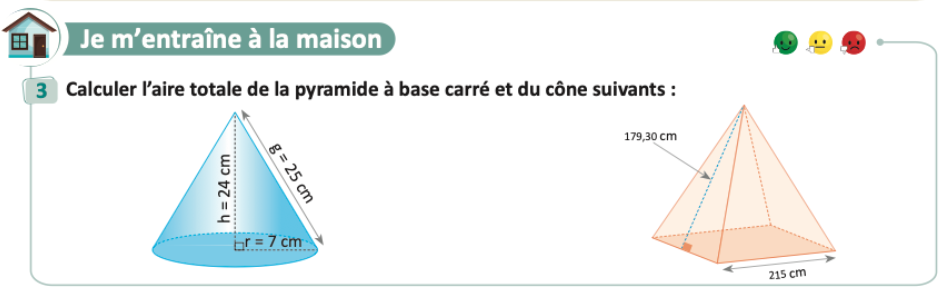 Je m'entraîne à la maison
3 Calculer l'aire totale de la pyramide à base carré et du cône suivants :
h = 24 cm
g = 25 cm
r = 7 cm
179,30 cm
215 cm